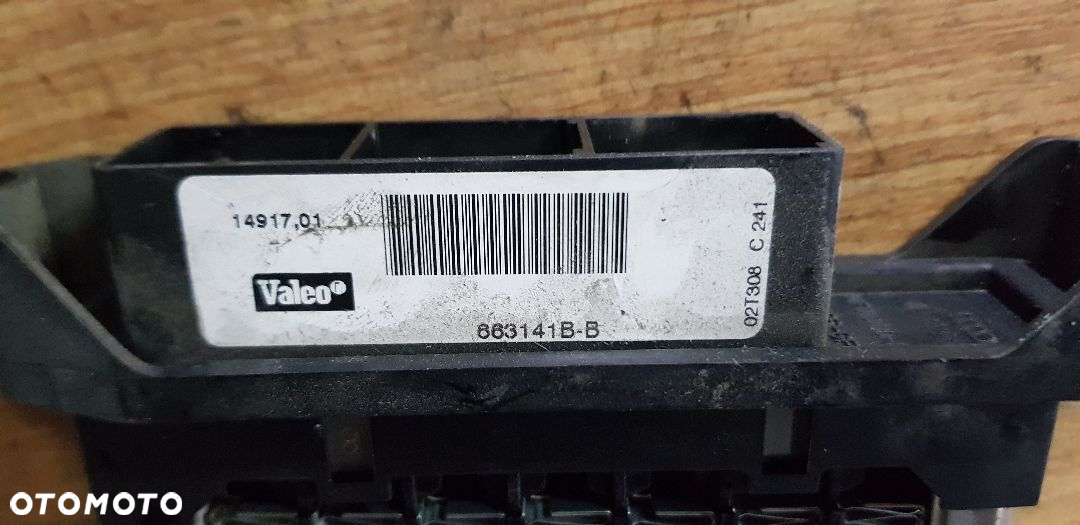 14917,01
Valeo
663141B-B
02T308 C 241
OTOMOTO